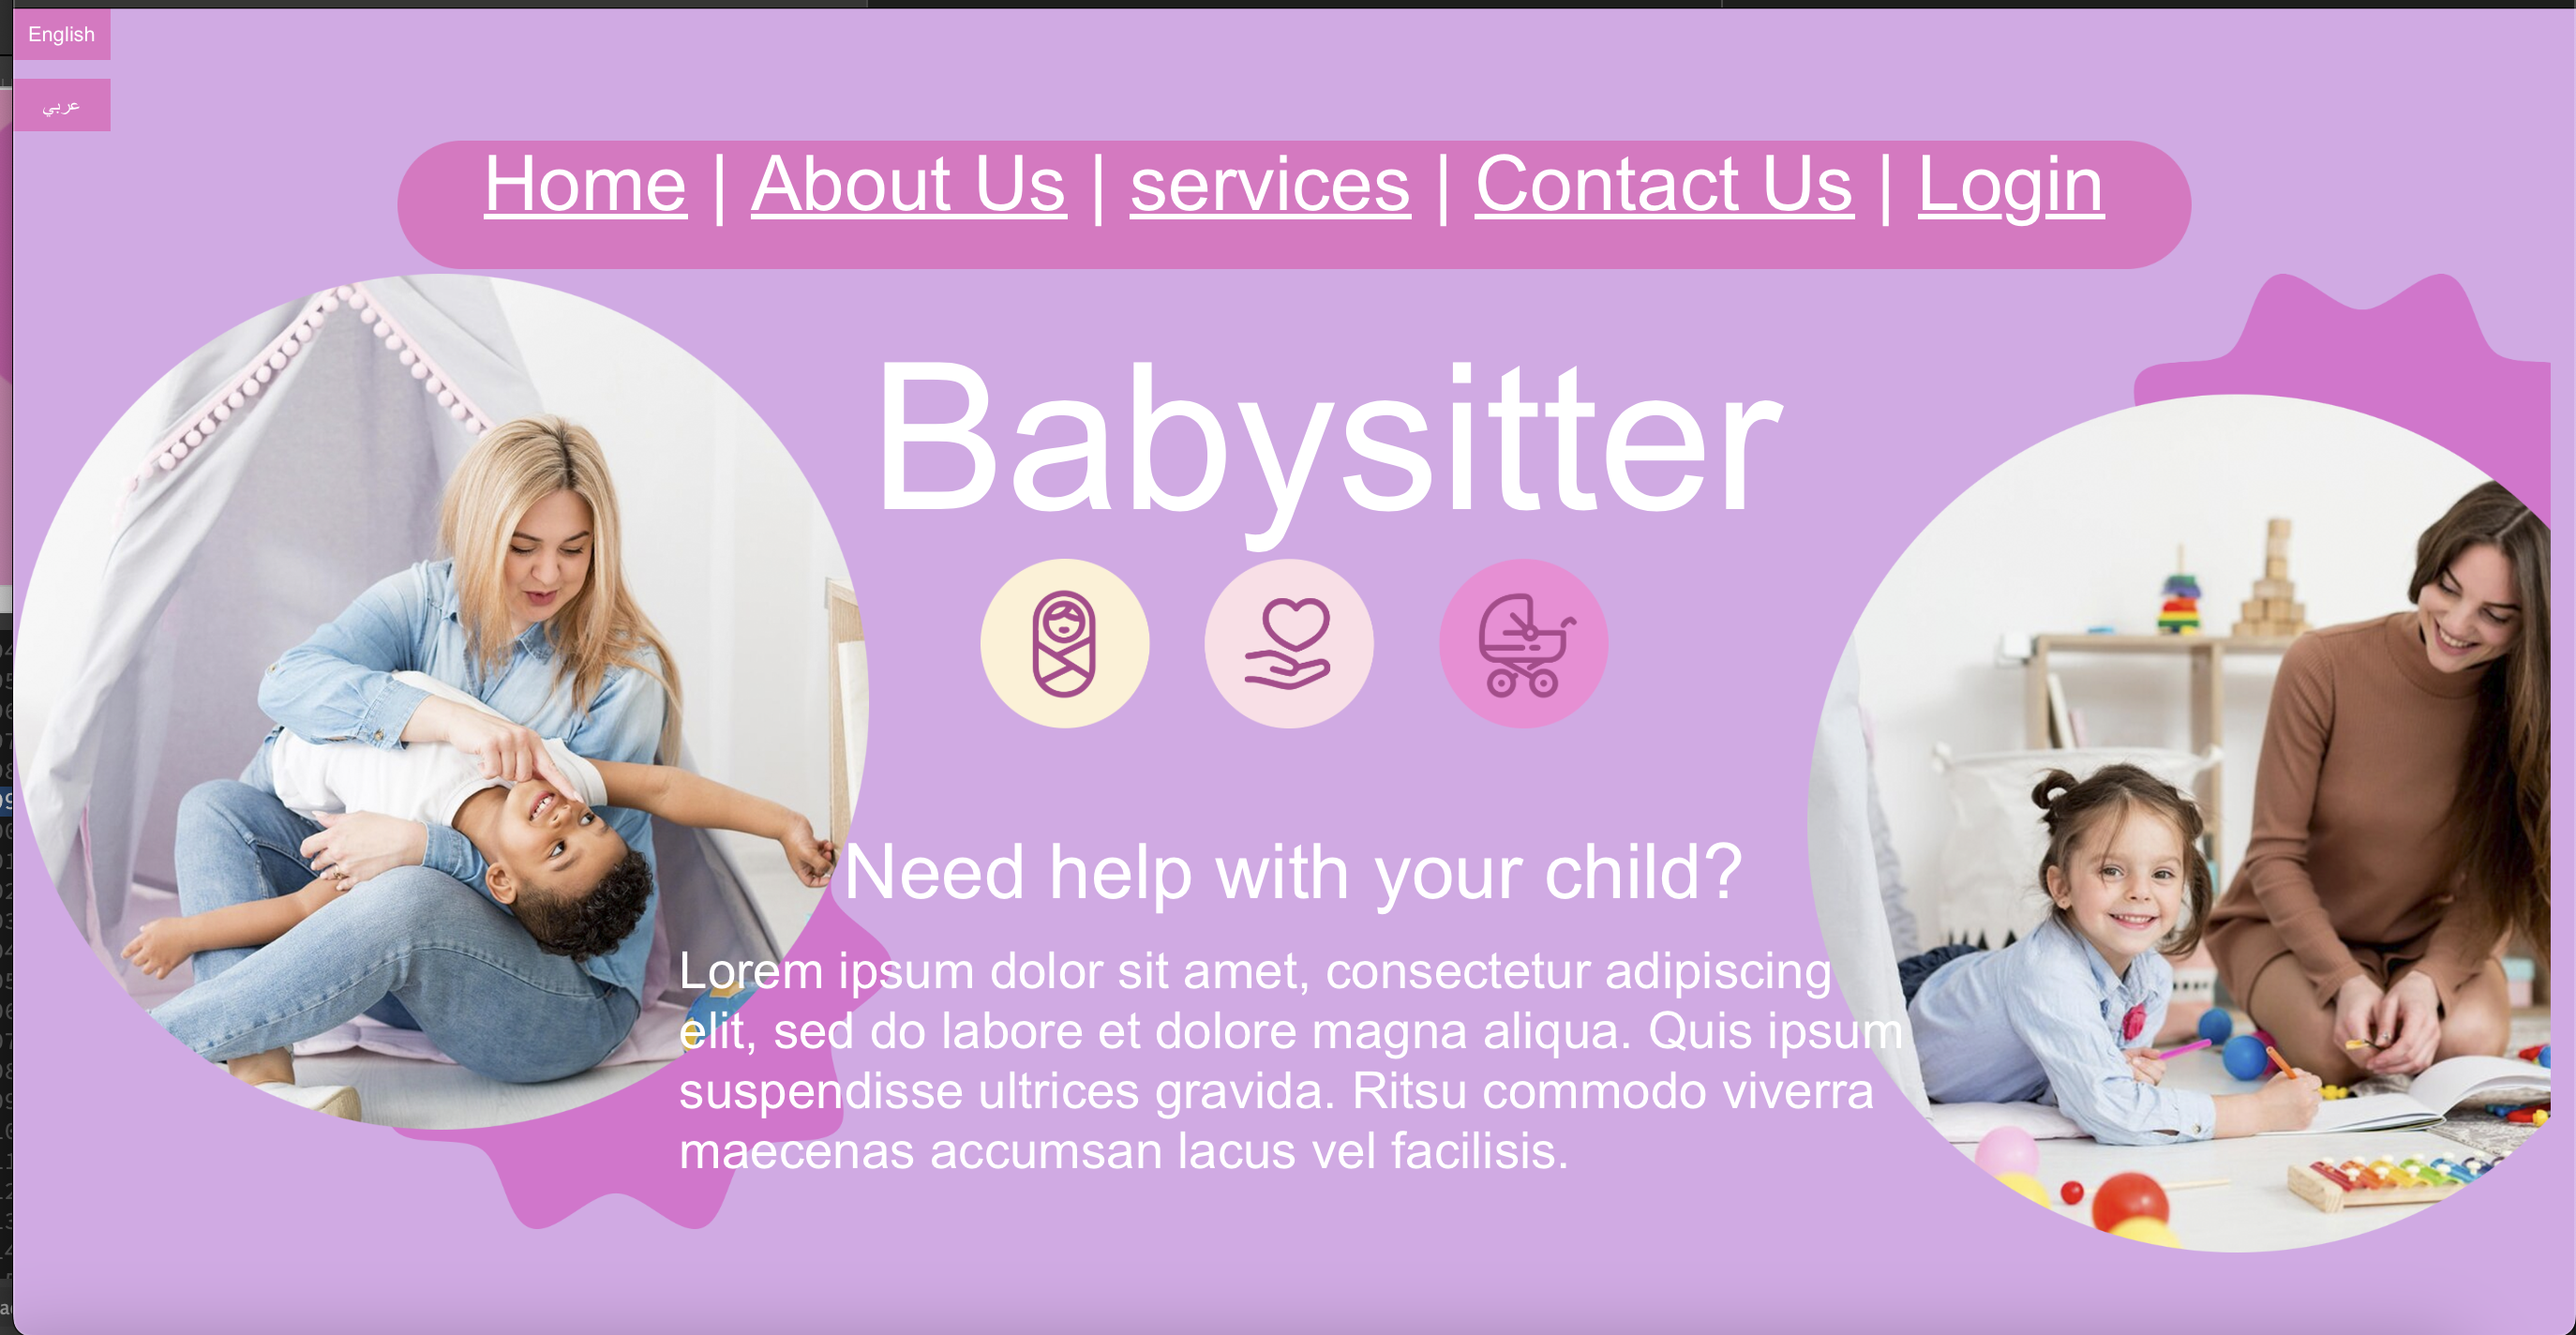 English
عربي
Home | About Us | services | Contact Us | Login
Babysitter
Need help with your child?
Lorem ipsum dolor sit amet, consectetur adipiscing
elit, sed do labore et dolore magna aliqua. Quis ipsum
suspendisse ultrices gravida. Ritsu commodo viverra
maecenas accumsan lacus vel facilisis.